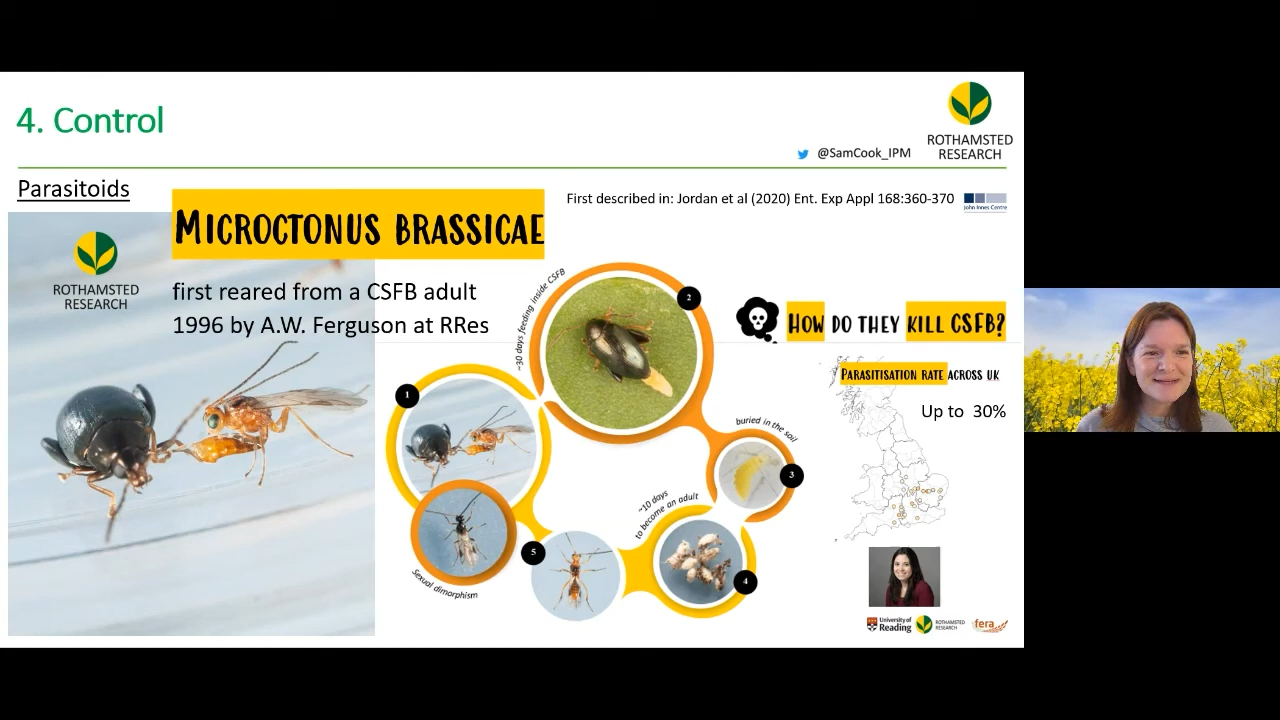 4. Control
@SamCook_IPM
ROTHAMSTED
RESEARCH
Parasitoids
MICROCTONUS BRASSICAE
First described in: Jordan et al (2020) Ent. Exp Appl 168:360-370
John Innes Centre
ROTHAMSTED
RESEARCH
first reared from a CSFB adult
1996 by A.W. Ferguson at RRes
~30 days feeding inside CSFB
2
HOW DO THEY KILL CSFB?
PARASITISATION RATE ACROSS UK
Up to 30%
1
buried in the soil
3
~10 days
to become an adult
5
4
Sexual dimorphism
University of
Reading
ROTHAMSTED
RESEARCH
fera